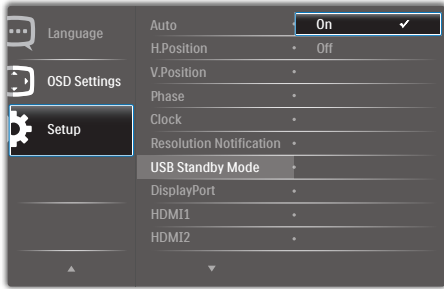 Language
OSD Settings
Setup
Auto
H.Position
V.Position
Phase
Clock
Resolution Notification
USB Standby Mode
DisplayPort
HDMI1
HDMI2
On
Off